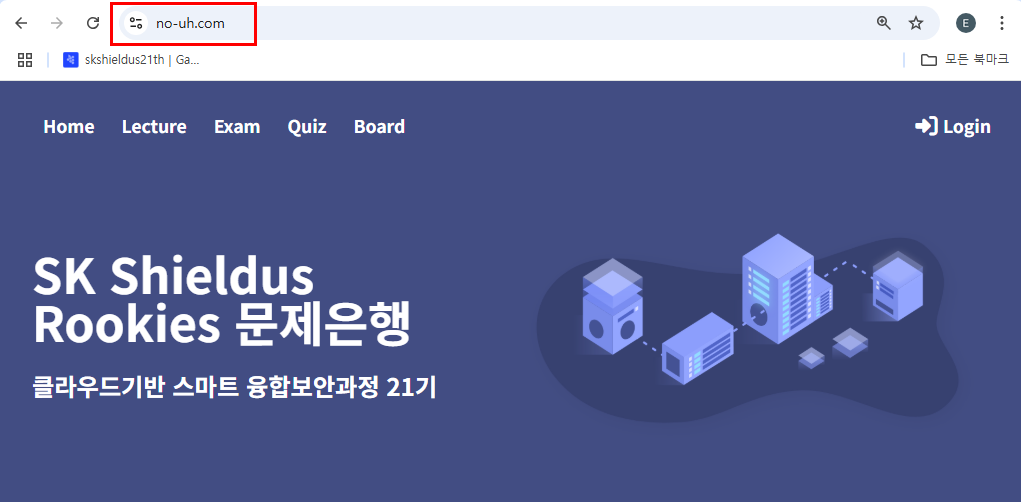 no-uh.com
E
skshieldus21th | Ga...
모든 북마크
Home Lecture Exam Quiz Board Login
SK Shieldus
Rookies 문제은행
클라우드기반 스마트 융합보안과정 21기